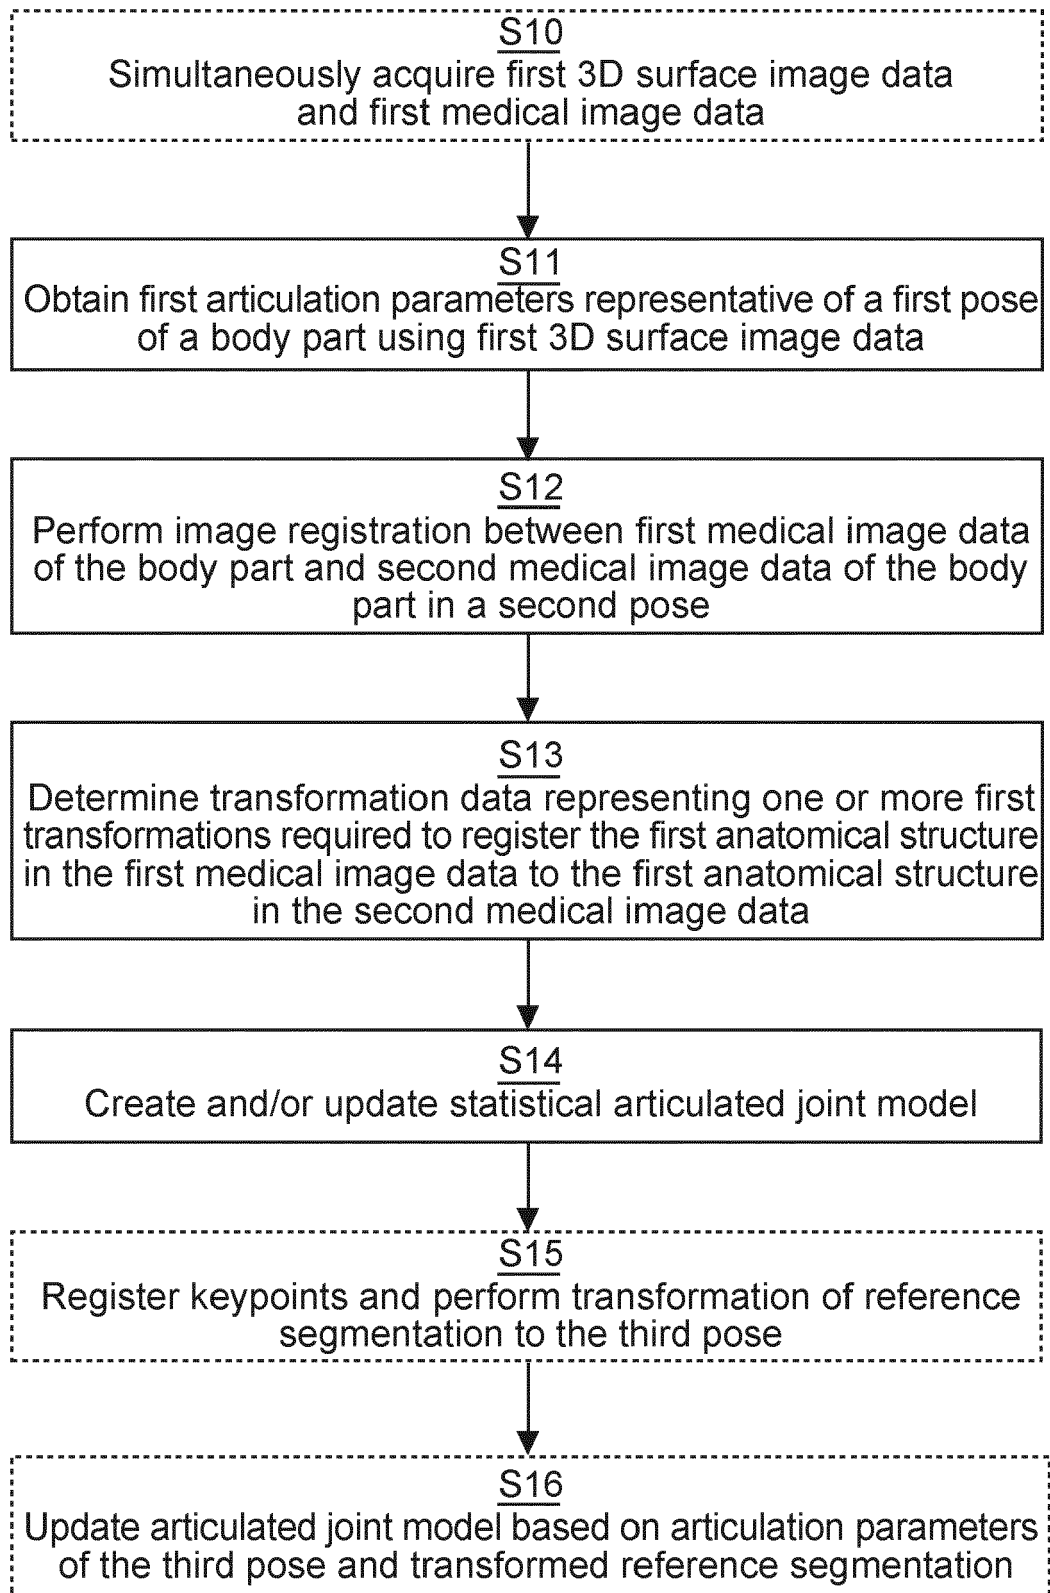 S10
Simultaneously acquire first 3D surface image data
and first medical image data
S11
Obtain first articulation parameters representative of a first pose
of a body part using first 3D surface image data
S12
Perform image registration between first medical image data
of the body part and second medical image data of the body
part in a second pose
S13
Determine transformation data representing one or more first
transformations required to register the first anatomical structure
in the first medical image data to the first anatomical structure
in the second medical image data
S14
Create and/or update statistical articulated joint model
S15
Register keypoints and perform transformation of reference
segmentation to the third pose
S16
Update articulated joint model based on articulation parameters
of the third pose and transformed reference segmentation